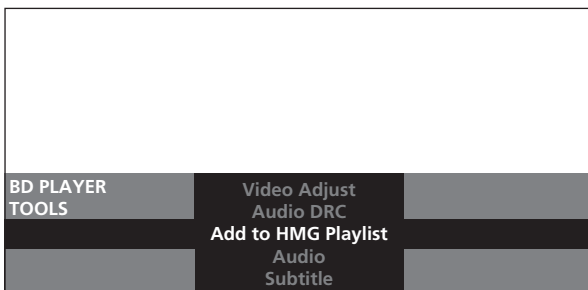 BD PLAYER
TOOLS
Video Adjust
Audio DRC
Add to HMG Playlist
Audio
Subtitle